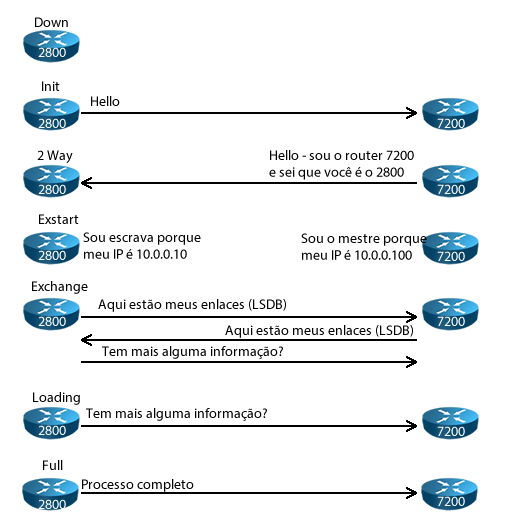 Down
2800
Init
Hello
2800
7200
2 Way
Hello - sou o router 7200
e sei que você é o 2800
2800
7200
Exstart
Sou escrava porque
meu IP é 10.0.0.10
Sou o mestre porque
meu IP é 10.0.0.100
2800
7200
Exchange
Aqui estão meus enlaces (LSDB)
2800
7200
Aqui estão meus enlaces (LSDB)
Tem mais alguma informação?
Loading
Tem mais alguma informação?
2800
7200
Full
Processo completo
2800
7200